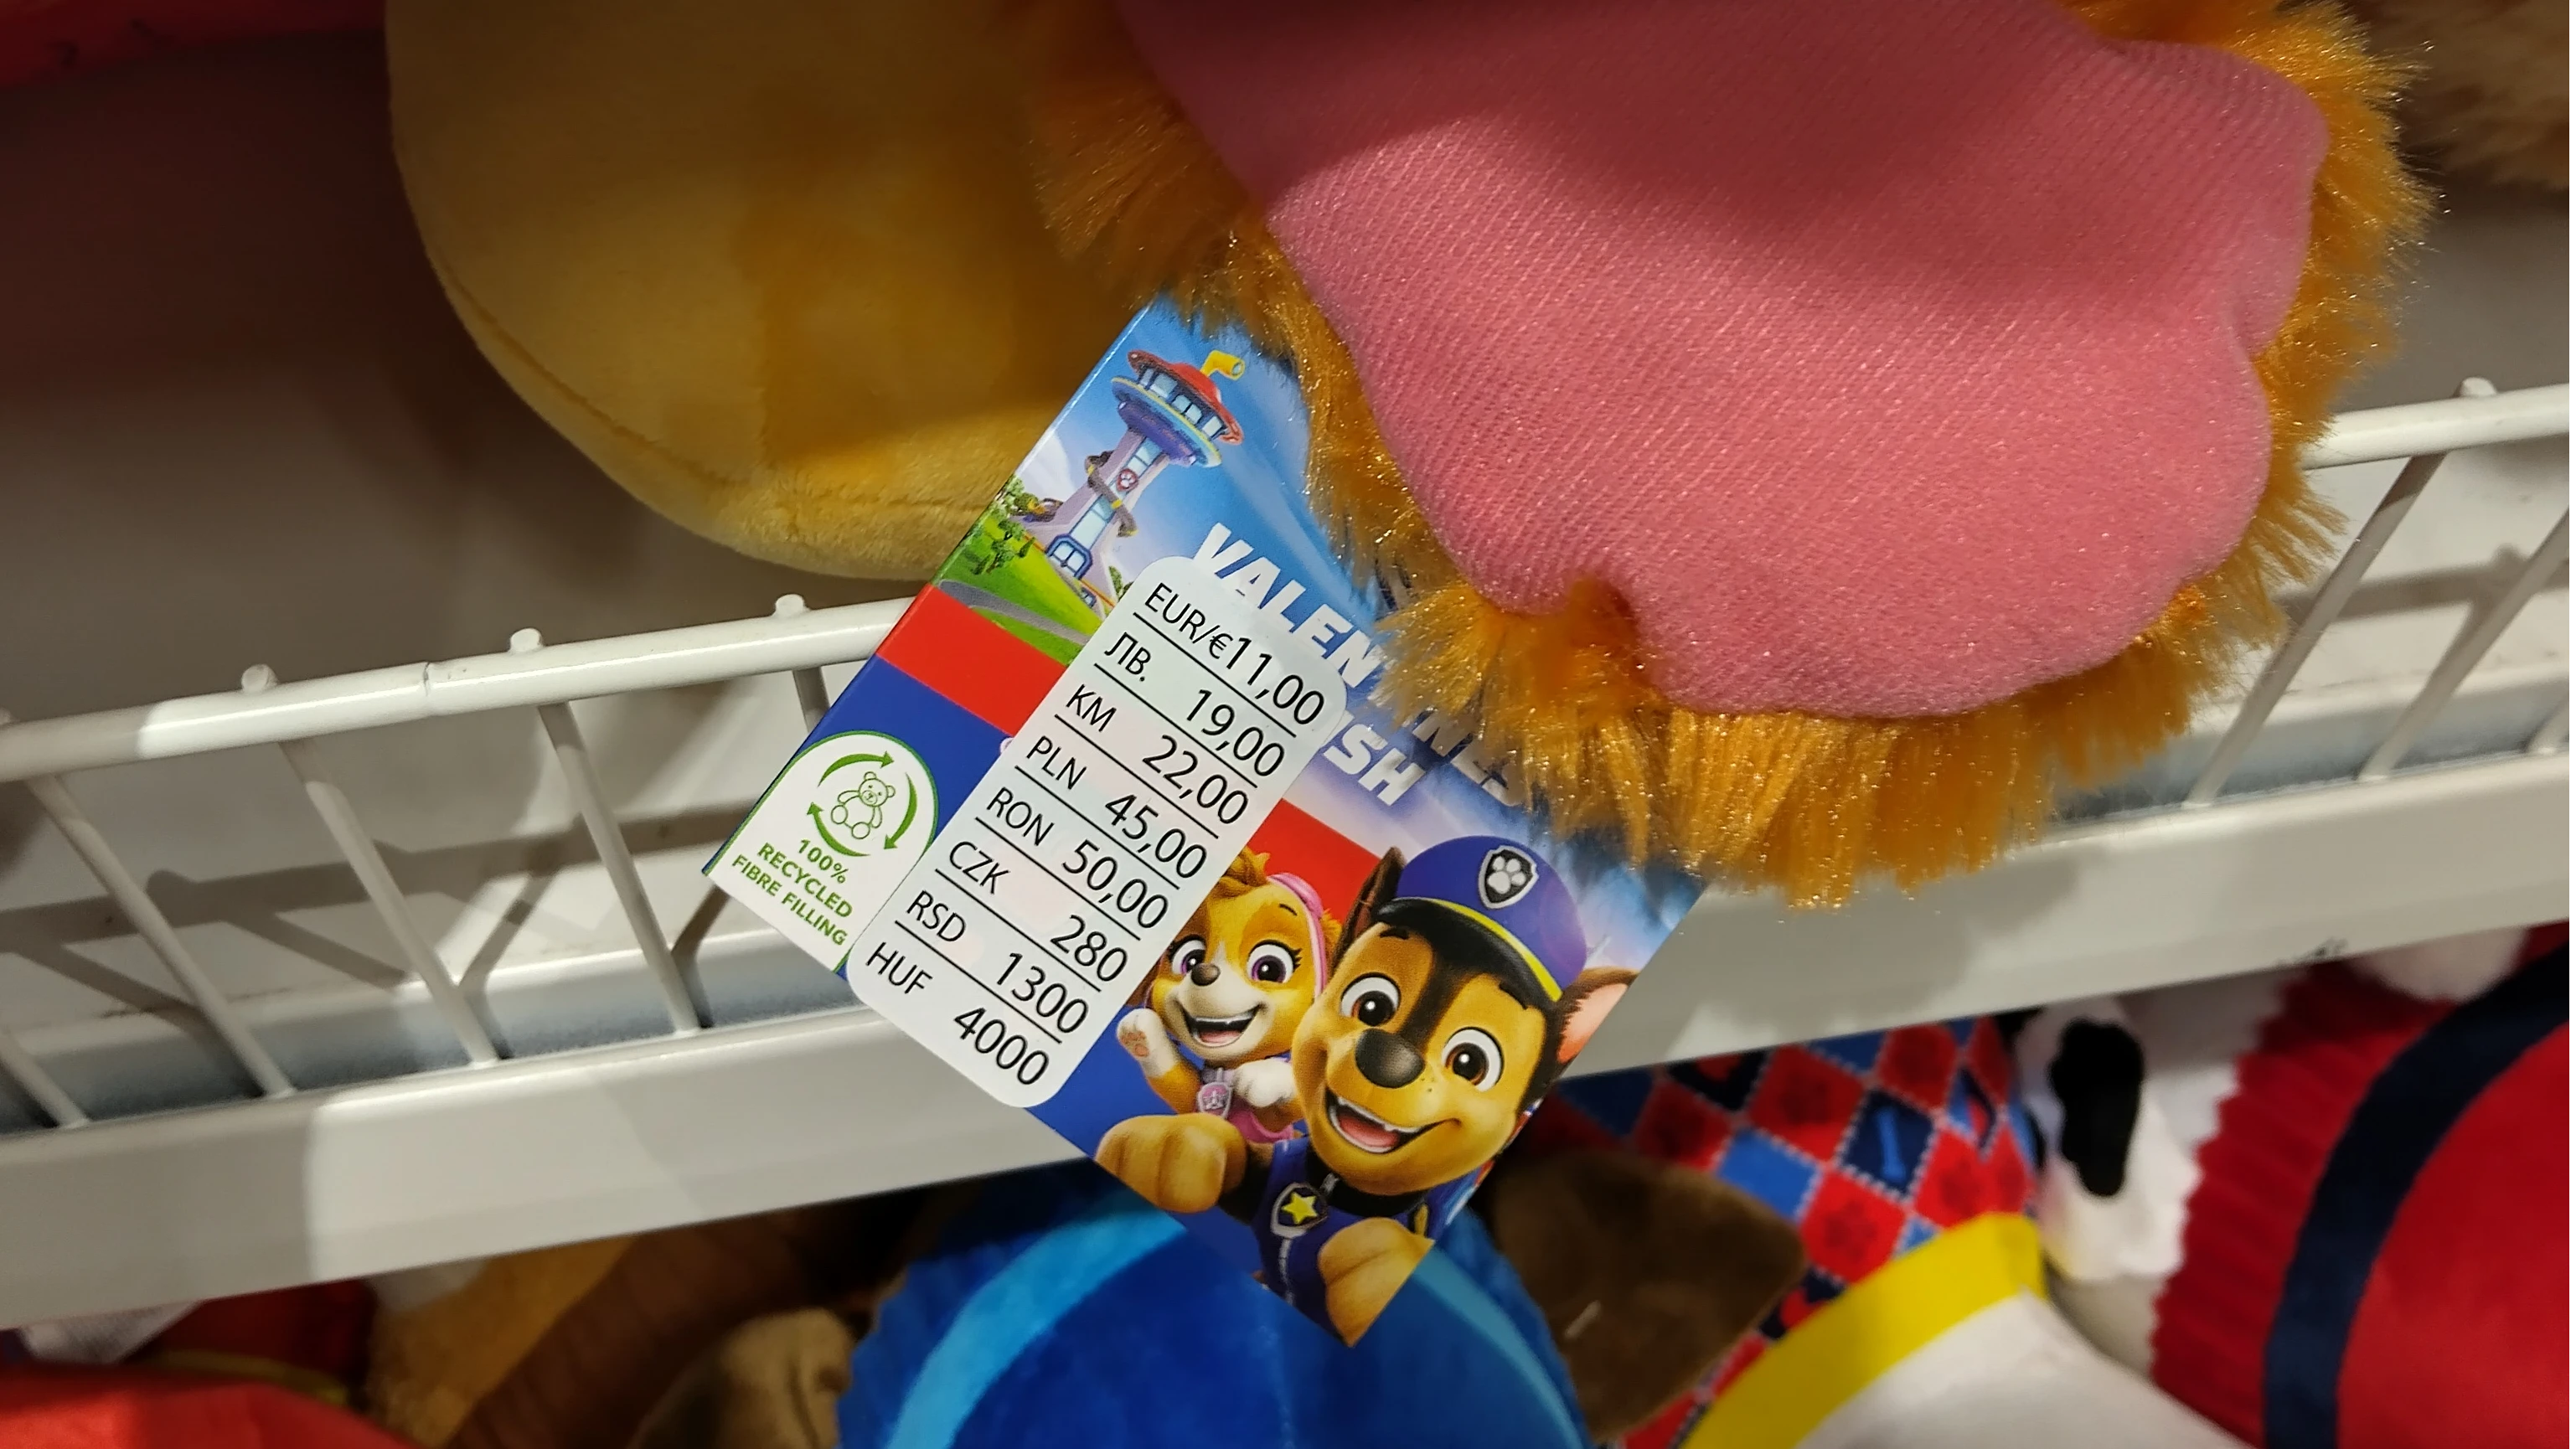 EUR/€11,00
ЛВ. 19,00
KM 22,00
PLN 45,00
RON 50,00
CZK 280
RSD 1300
HUF 4000
100%
RECYCLED
FIBRE FILLING